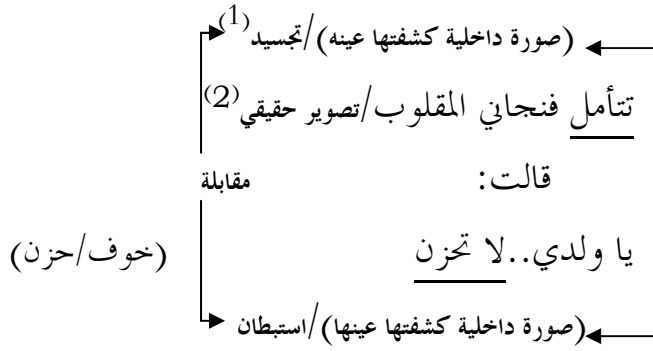 (صورة داخلية كشفتها عينه)/تجسيد(1)
تتأمل فنجاني المقلوب/تصوير حقيقي(2)
قالت:
مقابلة
يا ولدي..لا تحزن
(خوف/حزن)
(صورة داخلية كشفتها عينها)/استبطان